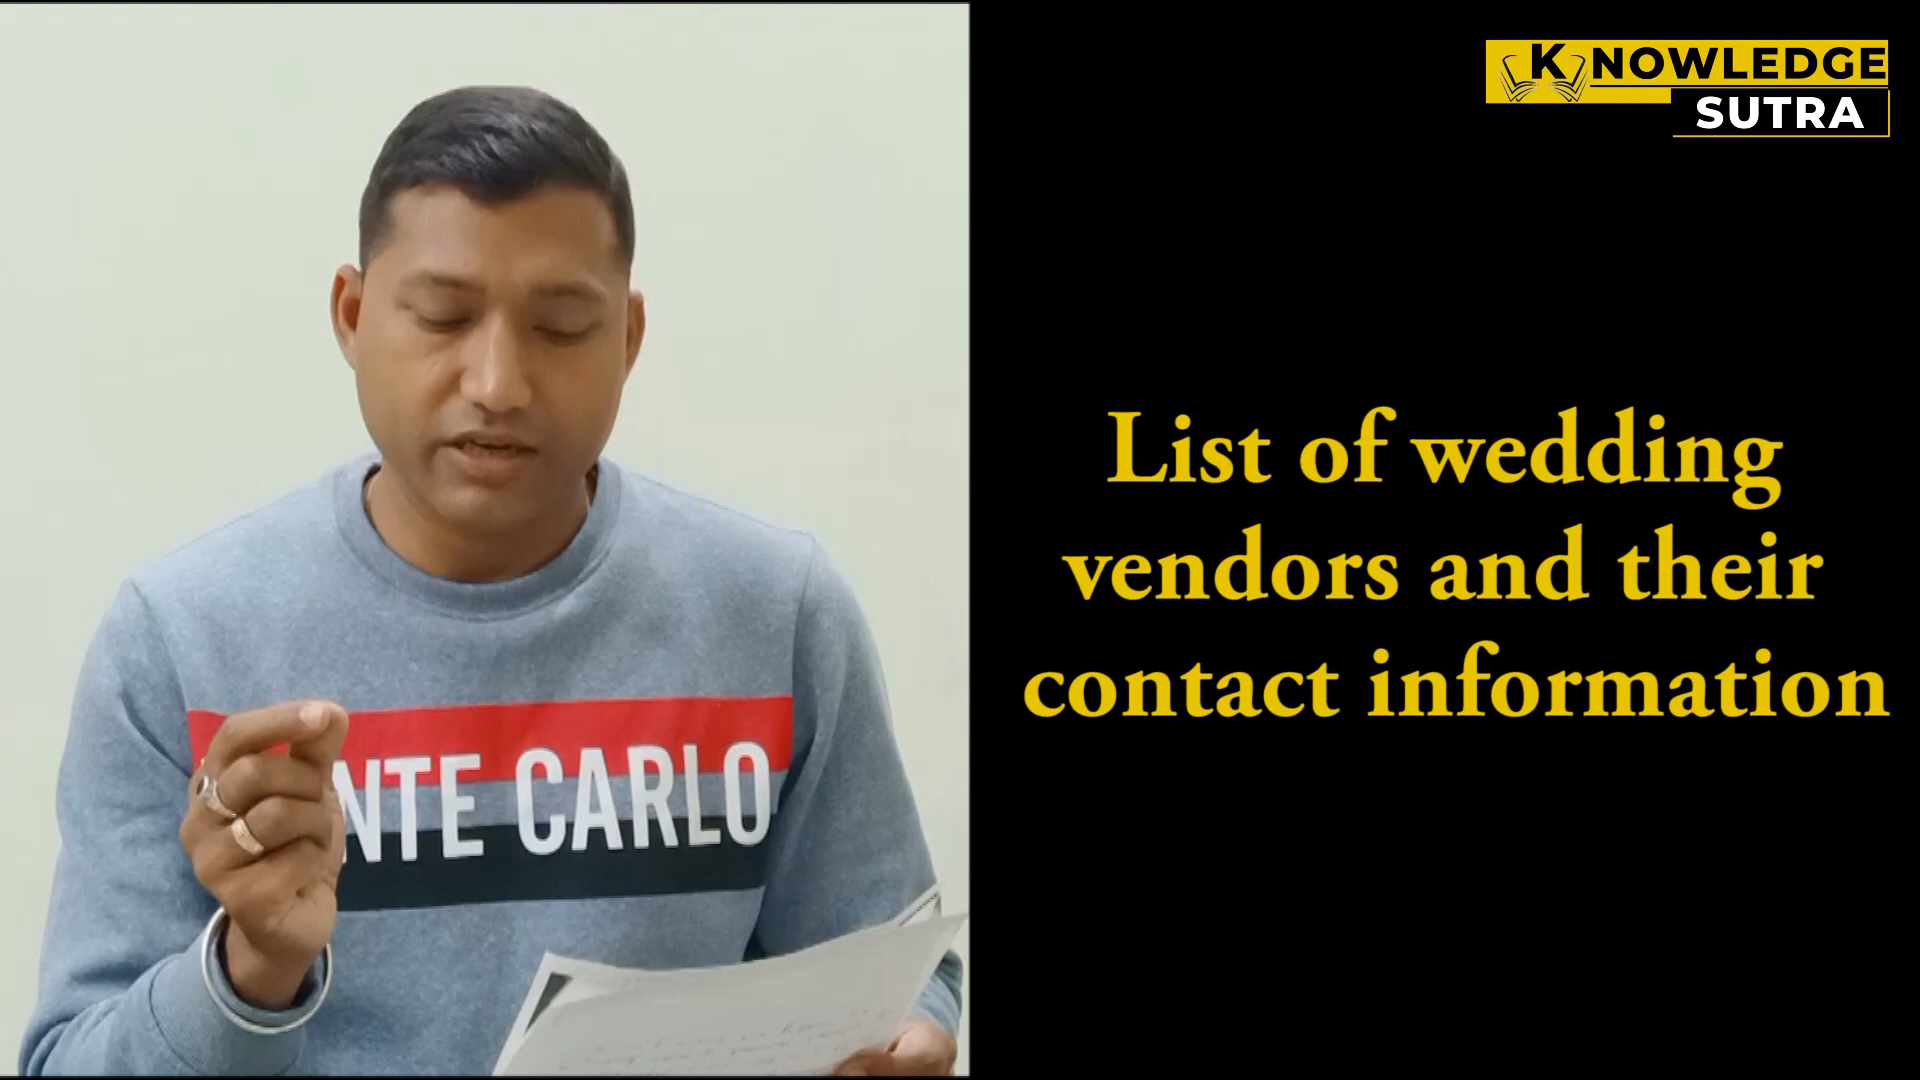 KNOWLEDGE
SUTRA
List of wedding
vendors and their
contact information
NTE CARLO